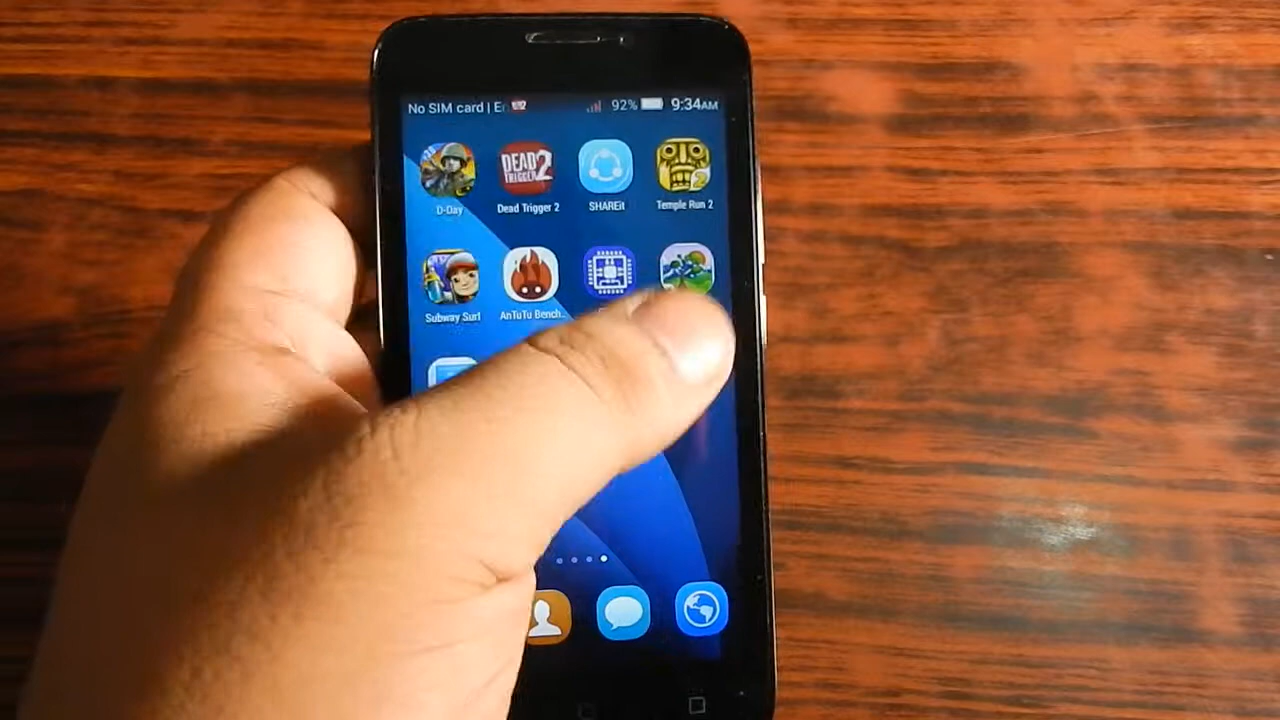 No SIM card | E
92% 9:34AM
DEAD TRIGGER 2
2
D-Day
Dead Trigger 2
SHAREit
Temple Run 2
Subway Surf
AnTuTu Bench..